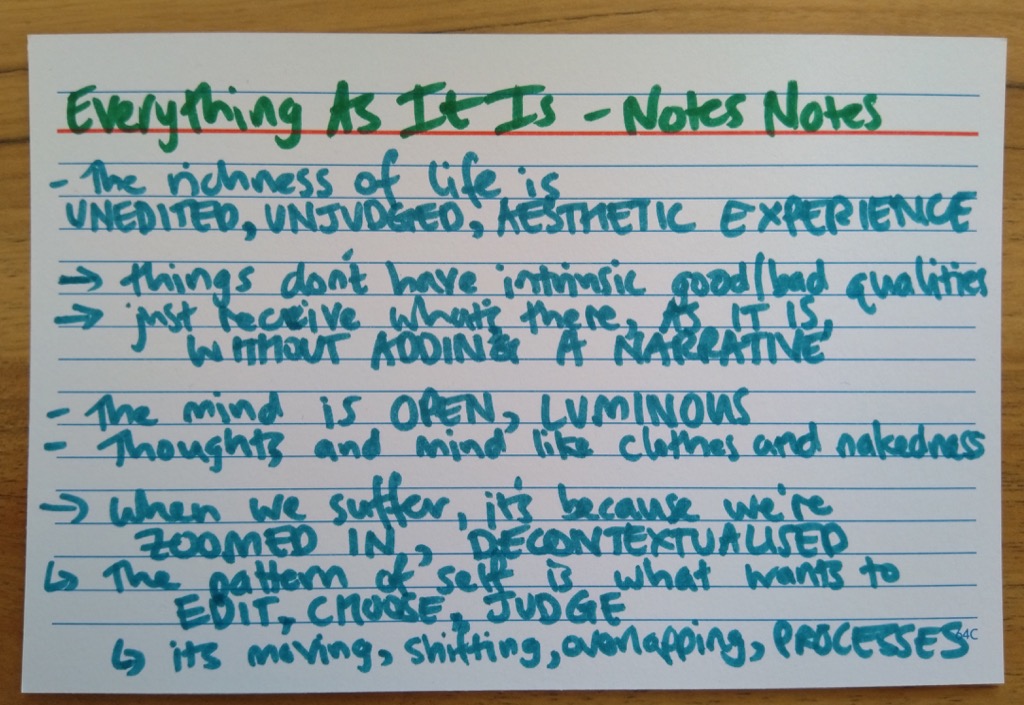 Everything As It Is - Notes Notes
- The richness of life is
UNEDITED, UNJUDGED, AESTHETIC EXPERIENCE
→ things don't have intrinsic good/bad qualities
→ just receive what's there, AS IT IS,
WITHOUT ADDING A NARRATIVE
- The mind is OPEN, LUMINOUS
- Thoughts and mind like clothes and nakedness
→ when we suffer, it's because we're
ZOOMED IN, DECONTEXTUALISED
↳ The pattern of self is what wants to
EDIT, CHOOSE, JUDGE
↳ its moving, shifting, overlapping, PROCESSES
64C